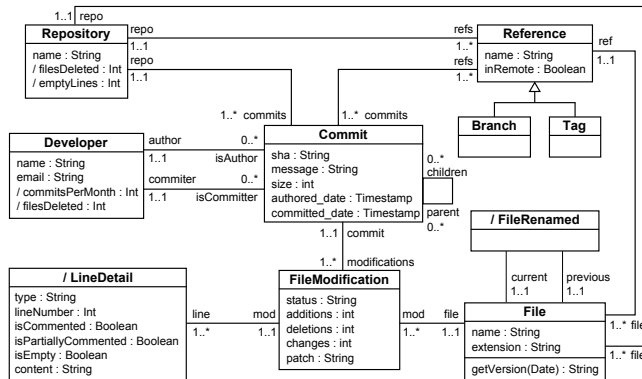 1..1 repo
Repository
name : String
/ filesDeleted : Int
/ emptyLines : Int
repo
1..1
refs
1..*
repo
1..1
refs
1..*
Reference
name : String
inRemote : Boolean
ref
1..1
Branch
Tag
1..* commits
1..* commits
Developer
name : String
email : String
/ commitsPerMonth : Int
/ filesDeleted : Int
author
0..*
1..1
isAuthor
commiter
0..*
1..1
isCommitter
Commit
sha : String
message : String
size : int
authored_date : Timestamp
committed_date : Timestamp
0..*
children
parent
0..*
1..1
commit
1..*
modifications
/ FileRenamed
current
1..1
previous
1..1
/ LineDetail
type : String
lineNumber : Int
isCommented : Boolean
isPartiallyCommented : Boolean
isEmpty : Boolean
content : String
line
mod
1..*
1..1
FileModification
status : String
additions : int
deletions : int
changes : int
patch : String
mod
file
1..*
1..1
File
name : String
extension : String
getVersion(Date) : String
1..* file
1..* file